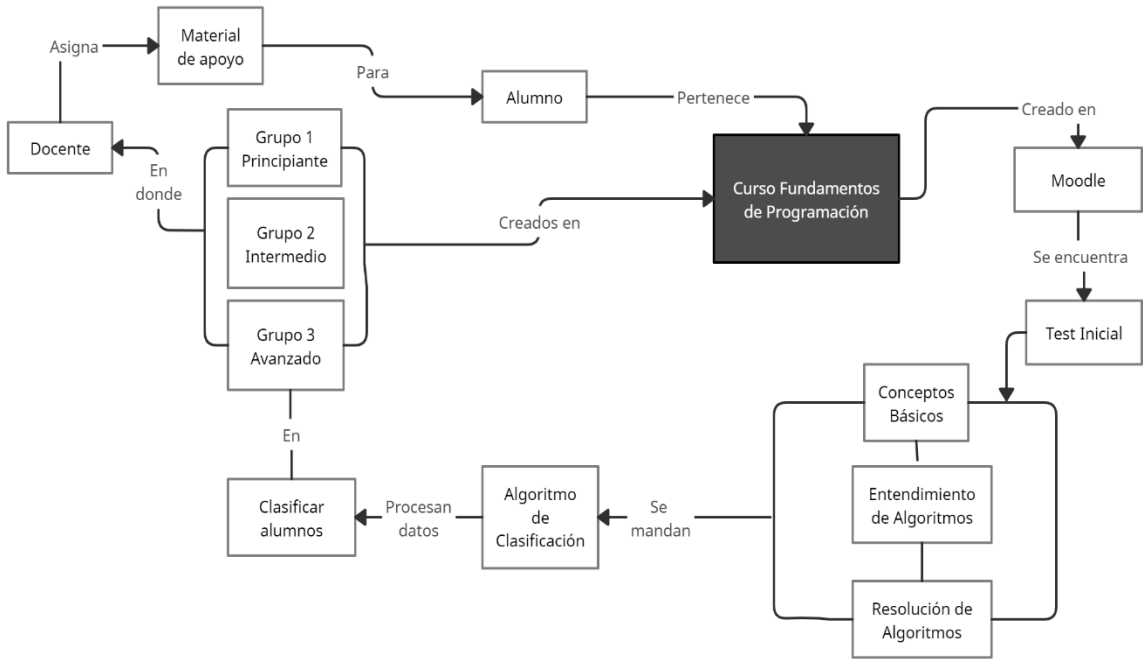 Asigna
Material
de apoyo
Para
Alumno
Pertenece
Creado en
Docente
En
donde
Grupo 1
Principiante
Grupo 2
Intermedio
Grupo 3
Avanzado
Creados en
Curso Fundamentos
de Programación
Moodle
Se encuentra
Test Inicial
Conceptos
Básicos
Entendimiento
de Algoritmos
Resolución de
Algoritmos
Se
mandan
Algoritmo
de
Clasificación
Procesan
datos
Clasificar
alumnos
En